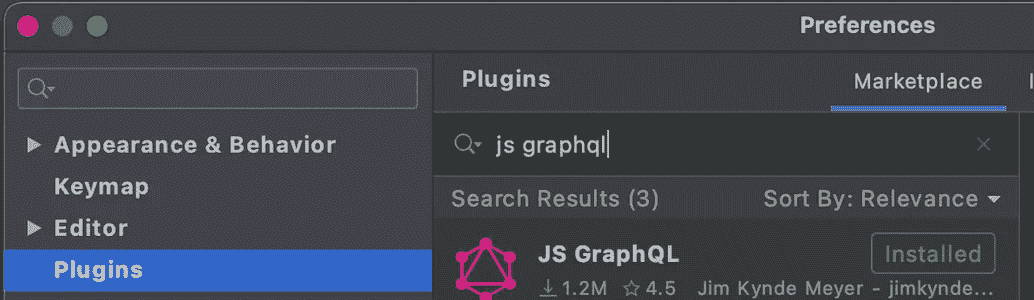 Preferences
Plugins
Marketplace
Appearance & Behavior
js graphql
Keymap
Search Results (3)
Sort By: Relevance
Editor
Plugins
JS GraphQL
Installed
1.2M
4.5
Jim Kynde Meyer - jimkynde...